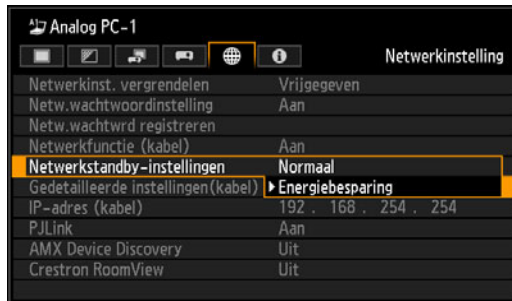 Analog PC-1
Netwerkinstelling
Netwerkinst. vergrendelen Vrijgegeven
Netw.wachtwoordinstelling Aan
Netw.wachtwrd registreren
Netwerkfunctie (kabel) Aan
Netwerkstandby-instellingen Normaal
Gedetailleerde instellingen(kabel) Energiebesparing
IP-adres (kabel) 192 . 168 . 254 . 254
PJLink Aan
AMX Device Discovery Uit
Crestron RoomView Uit